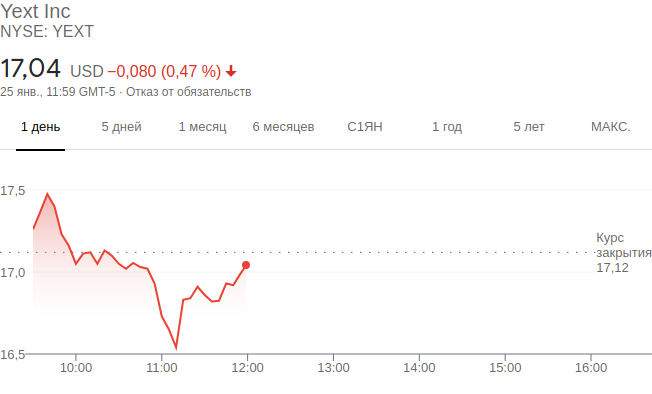 Yext Inc
NYSE: YEXT
17,04 USD −0,080 (0,47 %)
25 янв., 11:59 GMT-5 · Отказ от обязательств
1 день 5 дней 1 месяц 6 месяцев С1ЯН 1 год 5 лет МАКС.
17,5
Курс
закрытия
17,12
17,0
16,5
10:00 11:00 12:00 13:00 14:00 15:00 16:00